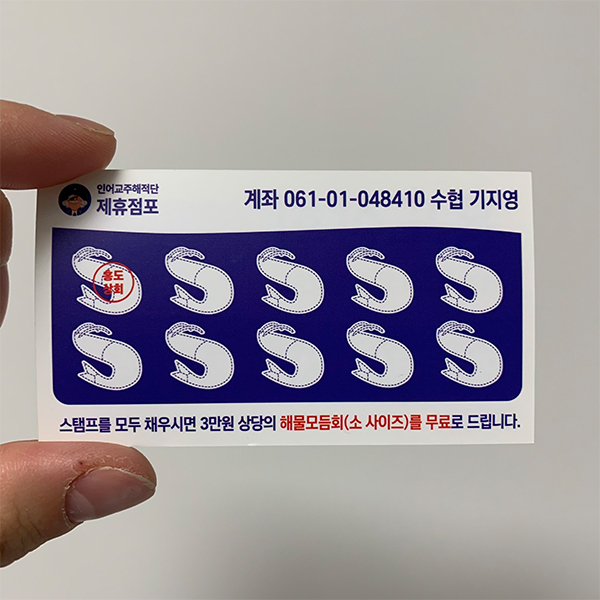 인어교주해적단
제휴점포
계좌 061-01-048410 수협 기지영
홍도
상회
스탬프를 모두 채우시면 3만원 상당의 해물모듬회(소 사이즈)를 무료로 드립니다.